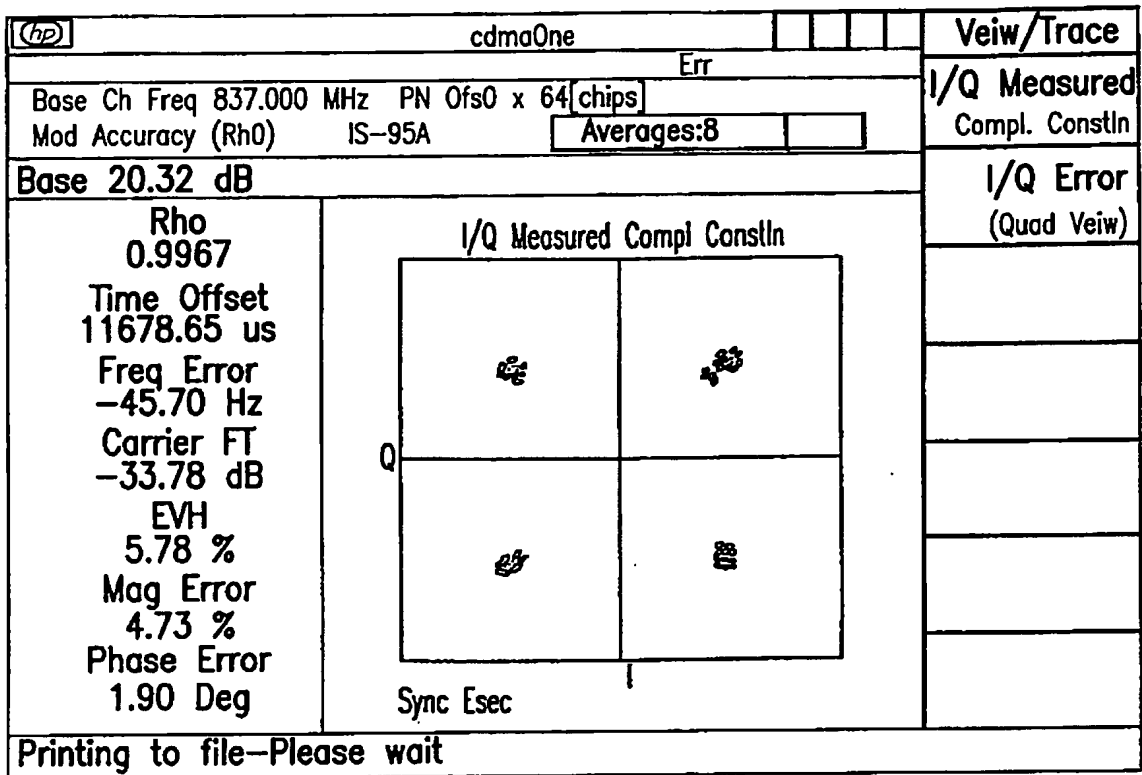 hp
cdmaOne
Veiw/Trace
Err
Base Ch Freq 837.000 MHz PN Ofs0 x 64[chips]
Mod Accuracy (Rh0) IS-95A Averages:8
I/Q Measured
Compl. Constln
Base 20.32 dB
I/Q Error
(Quad Veiw)
Rho
0.9967
Time Offset
11678.65 us
Freq Error
-45.70 Hz
Carrier FT
-33.78 dB
EVH
5.78 %
Mag Error
4.73 %
Phase Error
1.90 Deg
I/Q Measured Compl Constln
Q
I
Sync Esec
Printing to file-Please wait